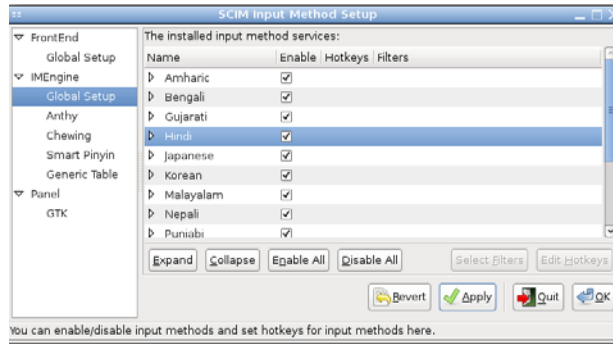 SCIM Input Method Setup
FrontEnd
Global Setup
IMEngine
Global Setup
Anthy
Chewing
Smart Pinyin
Generic Table
Panel
GTK
The installed input method services:
Name Enable Hotkeys Filters
Amharic
Bengali
Gujarati
Hindi
Japanese
Korean
Malayalam
Nepali
Punjabi
Expand Collapse Enable All Disable All Select Filters Edit Hotkeys
Revert Apply Quit OK
You can enable/disable input methods and set hotkeys for input methods here.